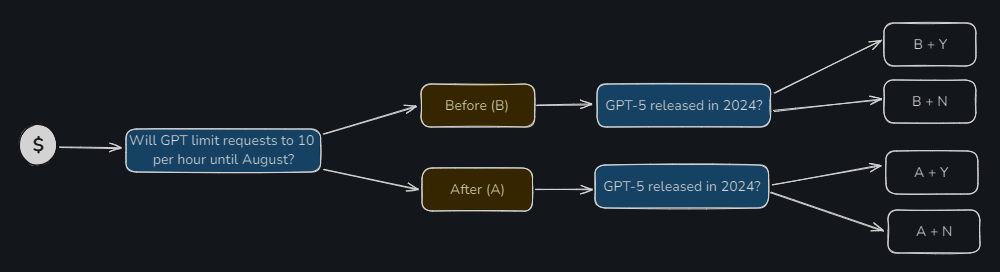 $
Will GPT limit requests to 10
per hour until August?
Before (B)
After (A)
GPT-5 released in 2024?
GPT-5 released in 2024?
B + Y
B + N
A + Y
A + N